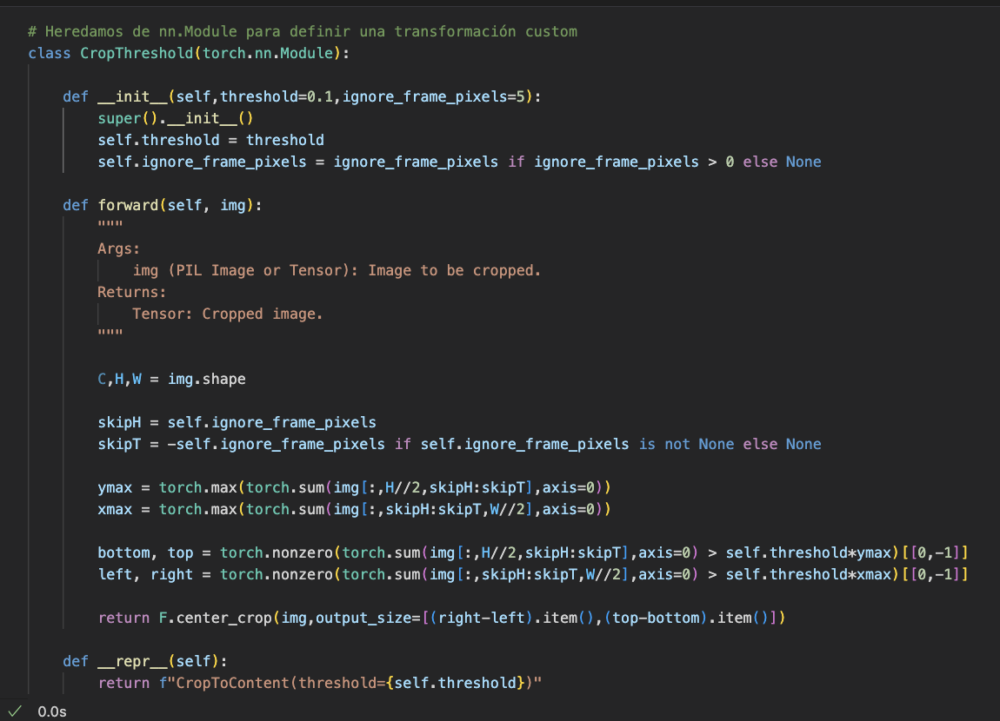 # Heredamos de nn.Module para definir una transformación custom
class CropThreshold(torch.nn.Module):
def __init__(self,threshold=0.1,ignore_frame_pixels=5):
super().__init__()
self.threshold = threshold
self.ignore_frame_pixels = ignore_frame_pixels if ignore_frame_pixels > 0 else None
def forward(self, img):
"""
Args:
img (PIL Image or Tensor): Image to be cropped.
Returns:
Tensor: Cropped image.
"""
C,H,W = img.shape
skipH = self.ignore_frame_pixels
skipT = -self.ignore_frame_pixels if self.ignore_frame_pixels is not None else None
ymax = torch.max(torch.sum(img[:,H//2,skipH:skipT],axis=0))
xmax = torch.max(torch.sum(img[:,skipH:skipT,W//2],axis=0))
bottom, top = torch.nonzero(torch.sum(img[:,H//2,skipH:skipT],axis=0) > self.threshold*ymax)[[0,-1]]
left, right = torch.nonzero(torch.sum(img[:,skipH:skipT,W//2],axis=0) > self.threshold*xmax)[[0,-1]]
return F.center_crop(img,output_size=[(right-left).item(),(top-bottom).item()])
def __repr__(self):
return f"CropToContent(threshold={self.threshold})"
0.0s